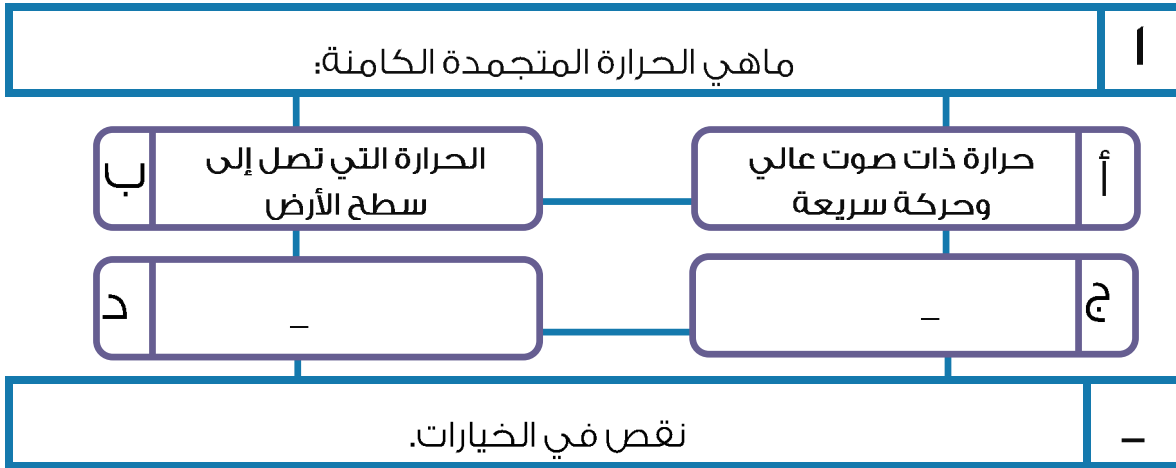 ١
ماهي الحرارة المتجمدة الكامنة:
أ
حرارة ذات صوت عالي
وحركة سريعة
ب
الحرارة التي تصل إلى
سطح الأرض
ج
_
د
_
_
نقص في الخيارات.